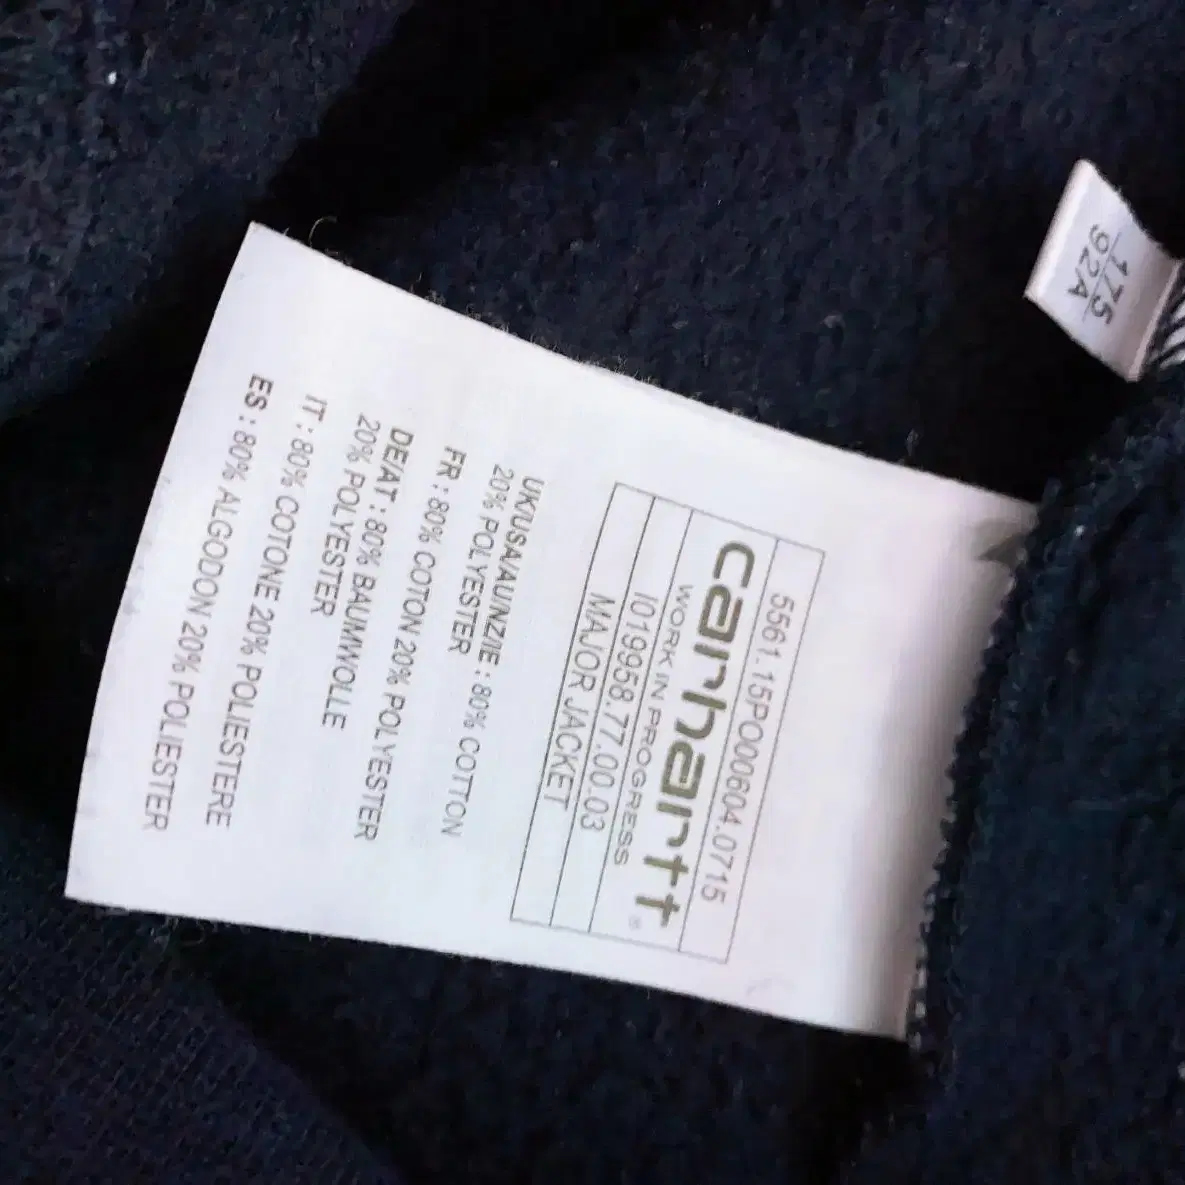 5561.15PO000604.0715
carhartt®
WORK IN PROGRESS
I019958.77.00.03
MAJOR JACKET
UK/USA/AU/NZ/IE : 80% COTTON
20% POLYESTER
FR : 80% COTON 20% POLYESTER
DE/AT : 80% BAUMWOLLE
20% POLYESTER
IT : 80% COTONE 20% POLIESTERE
ES : 80% ALGODON 20% POLIESTER
175
92A